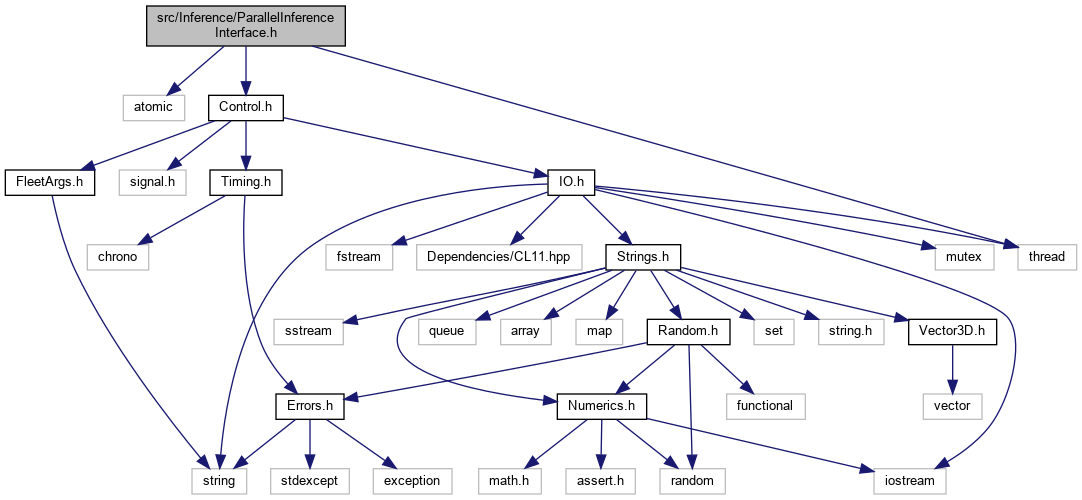 src/Inference/ParallelInference
Interface.h
atomic
Control.h
FleetArgs.h
signal.h
Timing.h
IO.h
chrono
fstream
Dependencies/CL11.hpp
Strings.h
mutex
thread
sstream
queue
array
map
Random.h
set
string.h
Vector3D.h
Errors.h
Numerics.h
functional
vector
string
stdexcept
exception
math.h
assert.h
random
iostream